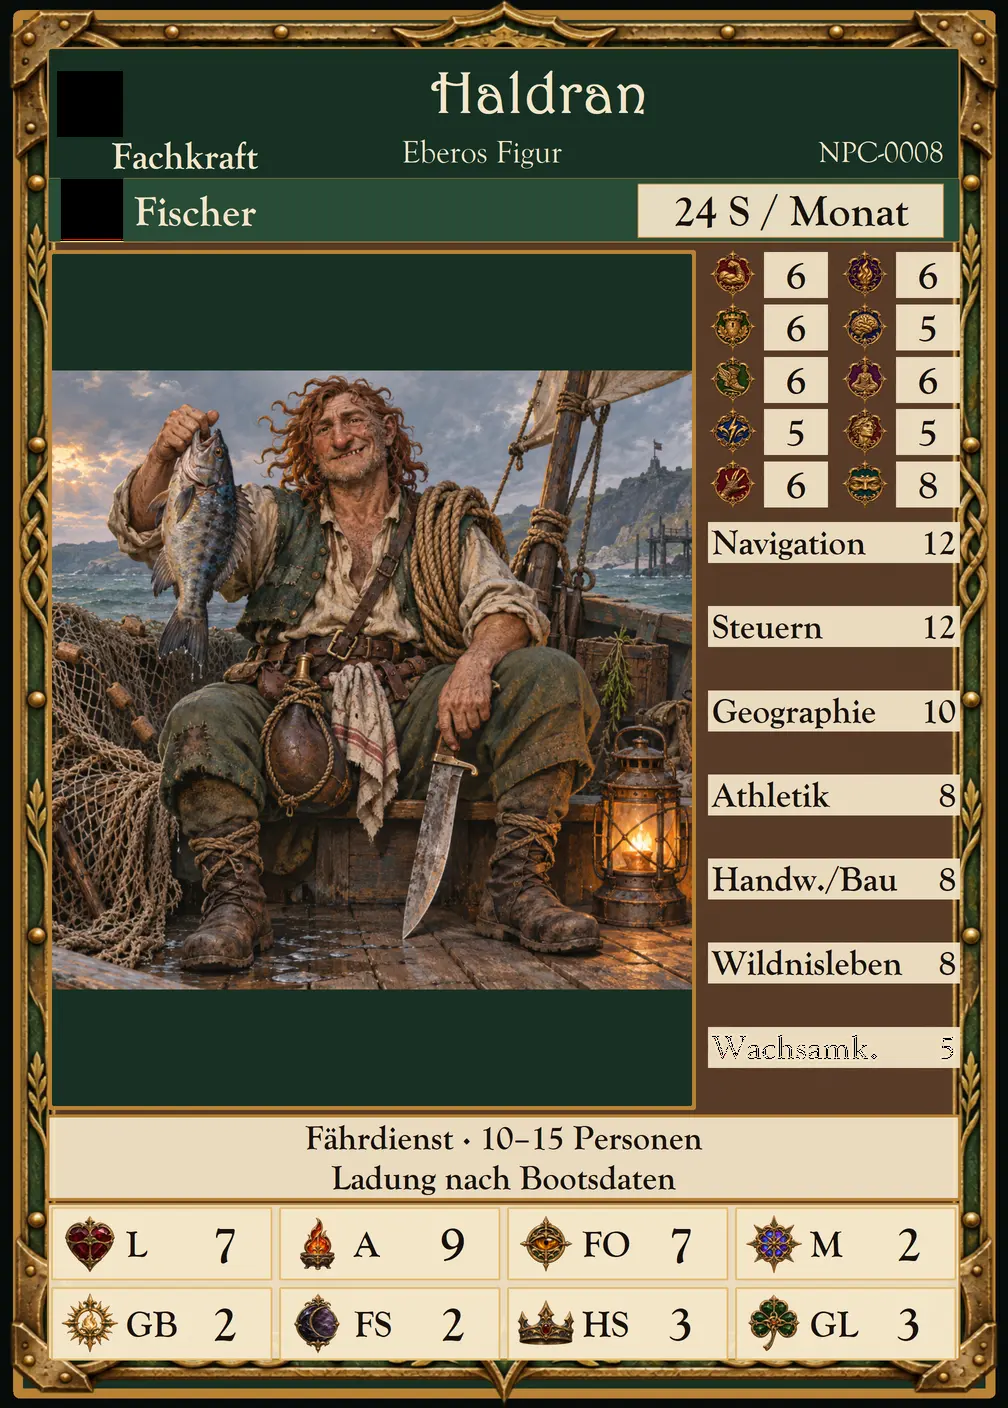 Haldran
Fachkraft
Eberos Figur
NPC-0008
Fischer
24 S / Monat
6 6
6 5
6 6
5 5
6 8
Navigation 12
Steuern 12
Geographie 10
Athletik 8
Handw./Bau 8
Wildnisleben 8
Wachsamk. 5
Fährdienst · 10–15 Personen
Ladung nach Bootsdaten
L 7 A 9 FO 7 M 2
GB 2 FS 2 HS 3 GL 3